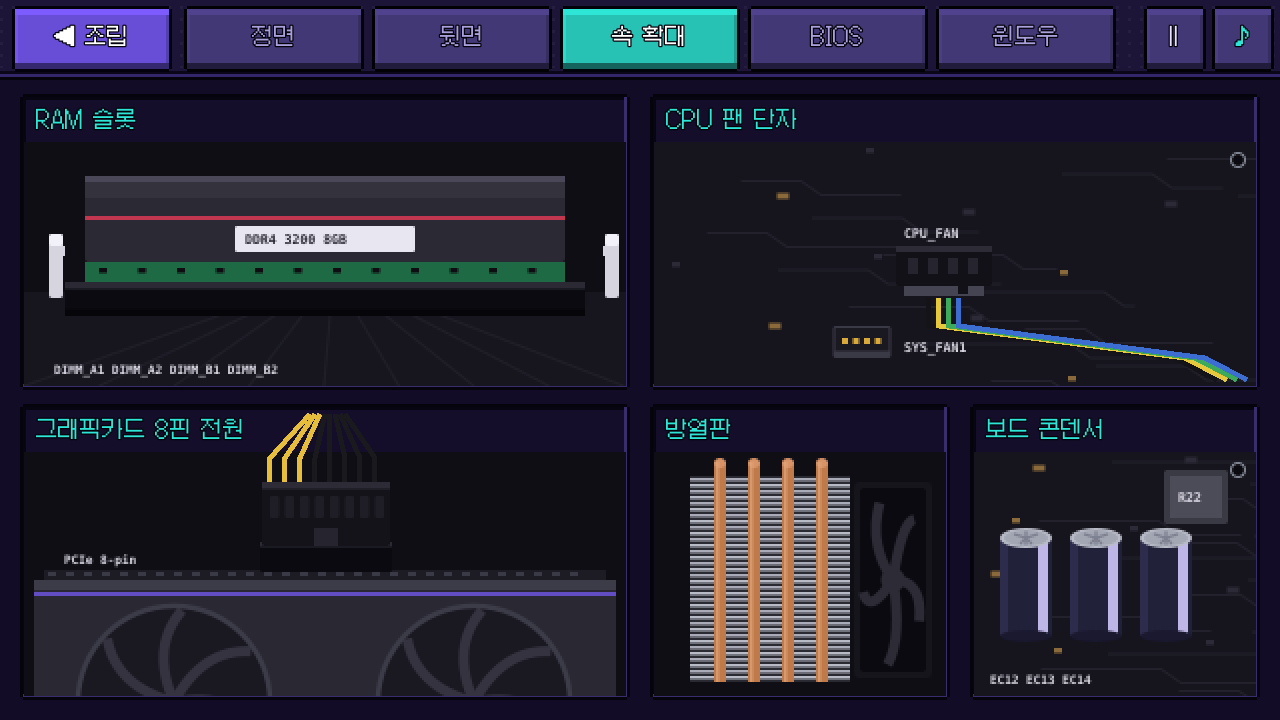 ◀ 조립
정면
뒷면
속 확대
BIOS
윈도우
II
♪
RAM 슬롯
DDR4 3200 8GB
DIMM_A1 DIMM_A2 DIMM_B1 DIMM_B2
CPU 팬 단자
CPU_FAN
SYS_FAN1
그래픽카드 8핀 전원
PCIe 8-pin
방열판
보드 콘덴서
R22
EC12 EC13 EC14